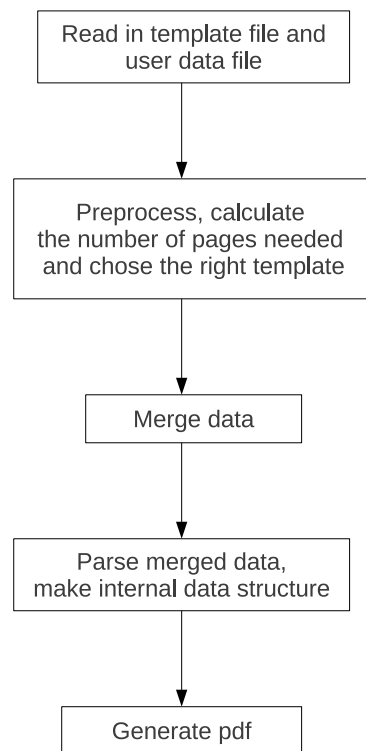 Read in template file and
user data file
Preprocess, calculate
the number of pages needed
and chose the right template
Merge data
Parse merged data,
make internal data structure
Generate pdf